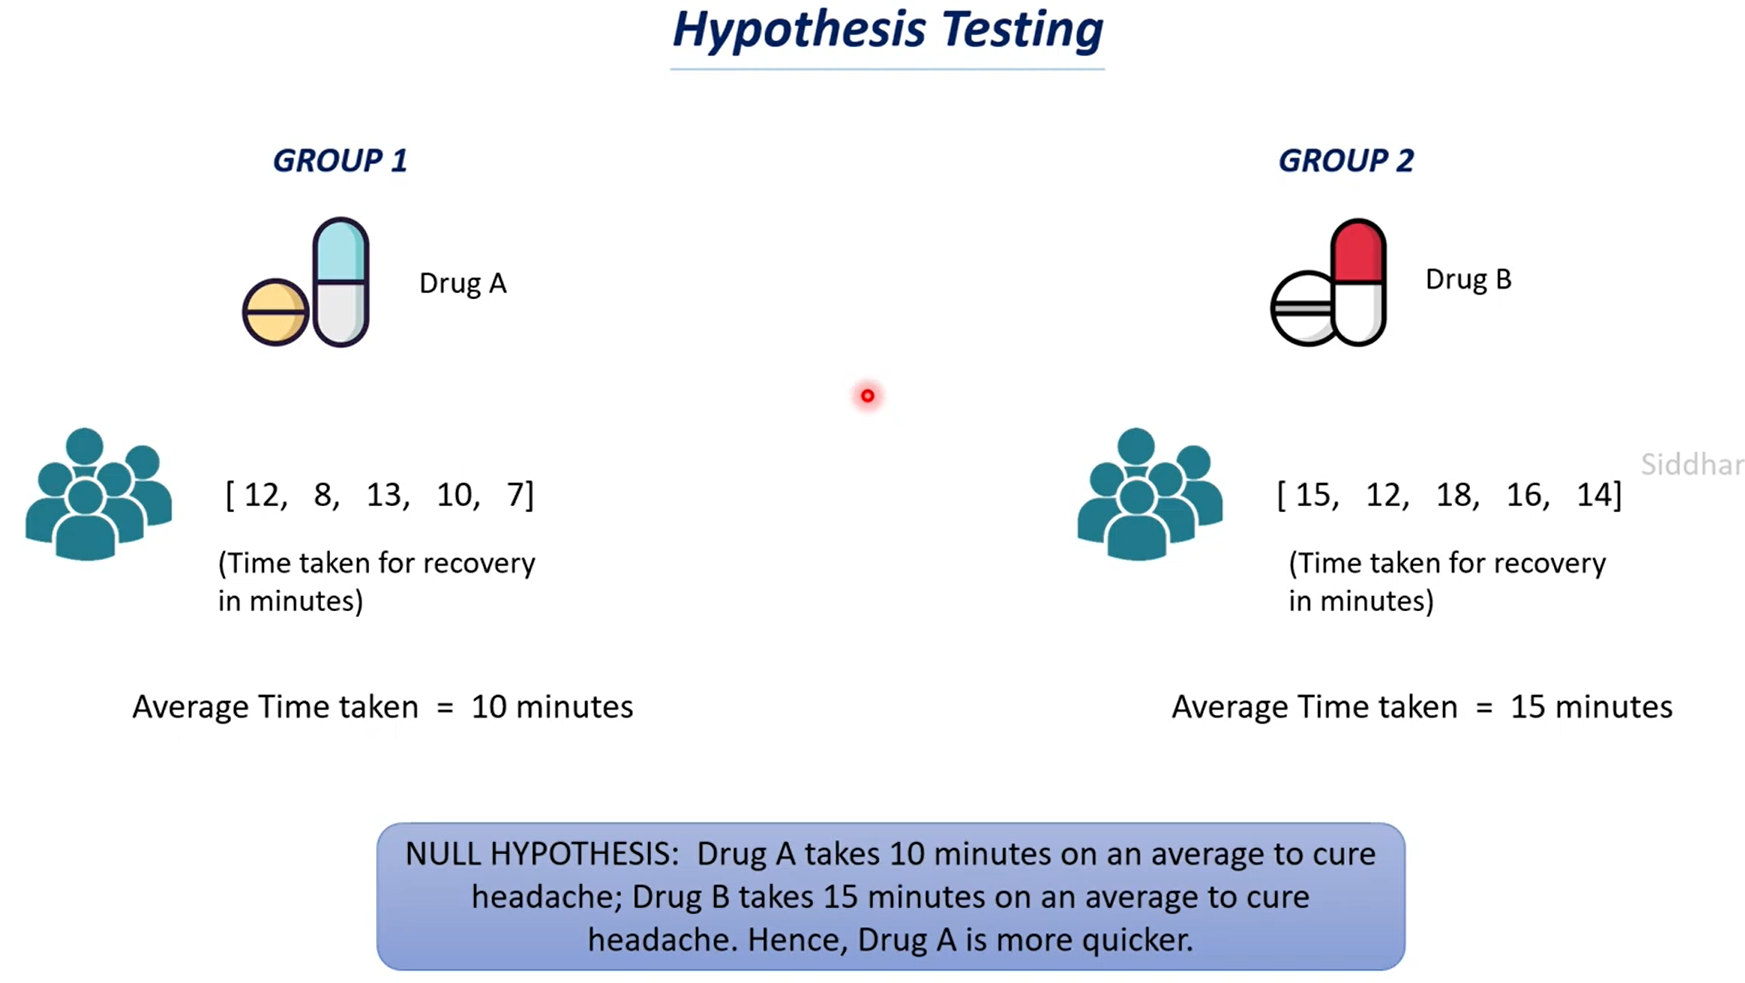 Hypothesis Testing
GROUP 1
Drug A
[ 12, 8, 13, 10, 7]
(Time taken for recovery
in minutes)
Average Time taken = 10 minutes
GROUP 2
Drug B
Siddhar
[ 15, 12, 18, 16, 14]
(Time taken for recovery
in minutes)
Average Time taken = 15 minutes
NULL HYPOTHESIS: Drug A takes 10 minutes on an average to cure
headache; Drug B takes 15 minutes on an average to cure
headache. Hence, Drug A is more quicker.